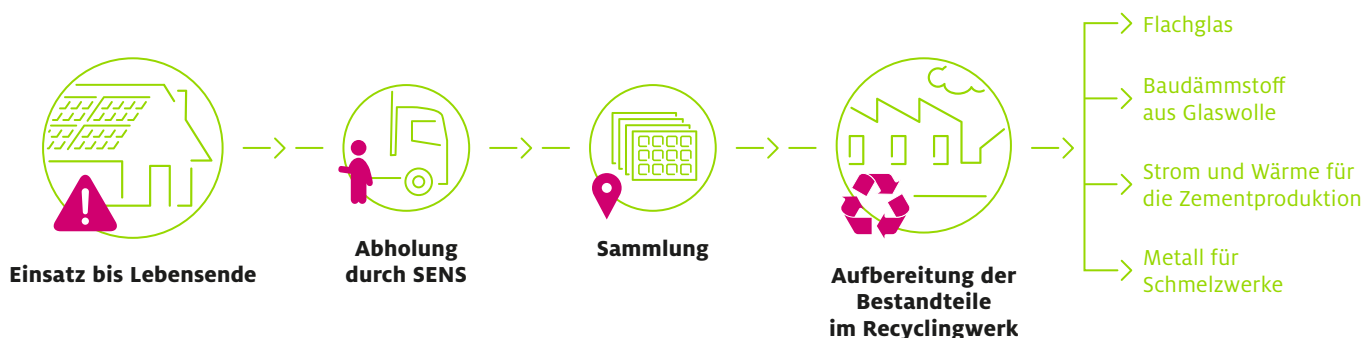 Einsatz bis Lebensende
Abholung
durch SENS
Sammlung
Aufbereitung der
Bestandteile
im Recyclingwerk
Flachglas
Baudämmstoff
aus Glaswolle
Strom und Wärme für
die Zementproduktion
Metall für
Schmelzwerke